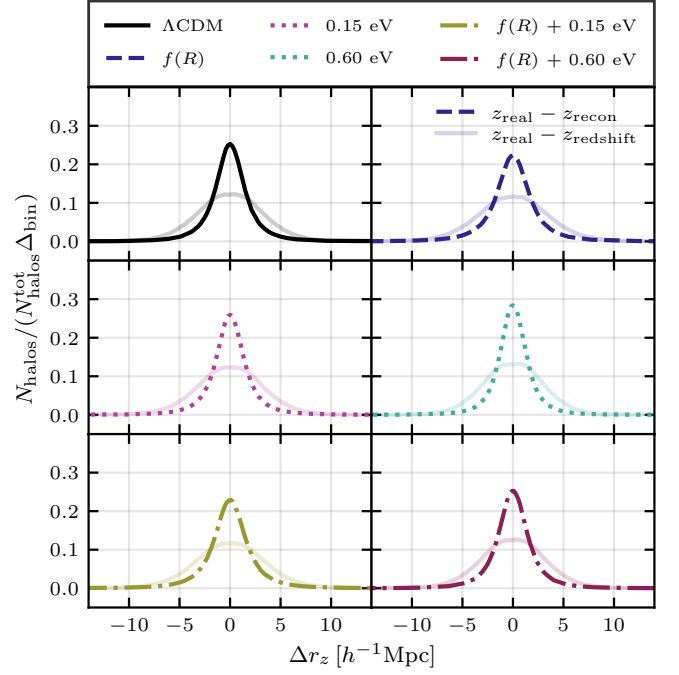 ΛCDM 0.15 eV f(R) + 0.15 eV
f(R) 0.60 eV f(R) + 0.60 eV
z_real − z_recon
z_real − z_redshift
0.3
0.2
0.1
0.0
0.3
0.2
0.1
0.0
0.3
0.2
0.1
0.0
N_halos/(N_halos^tot Δ_bin)
−10 −5 0 5 10 −10 −5 0 5 10
Δr_z [h⁻¹Mpc]